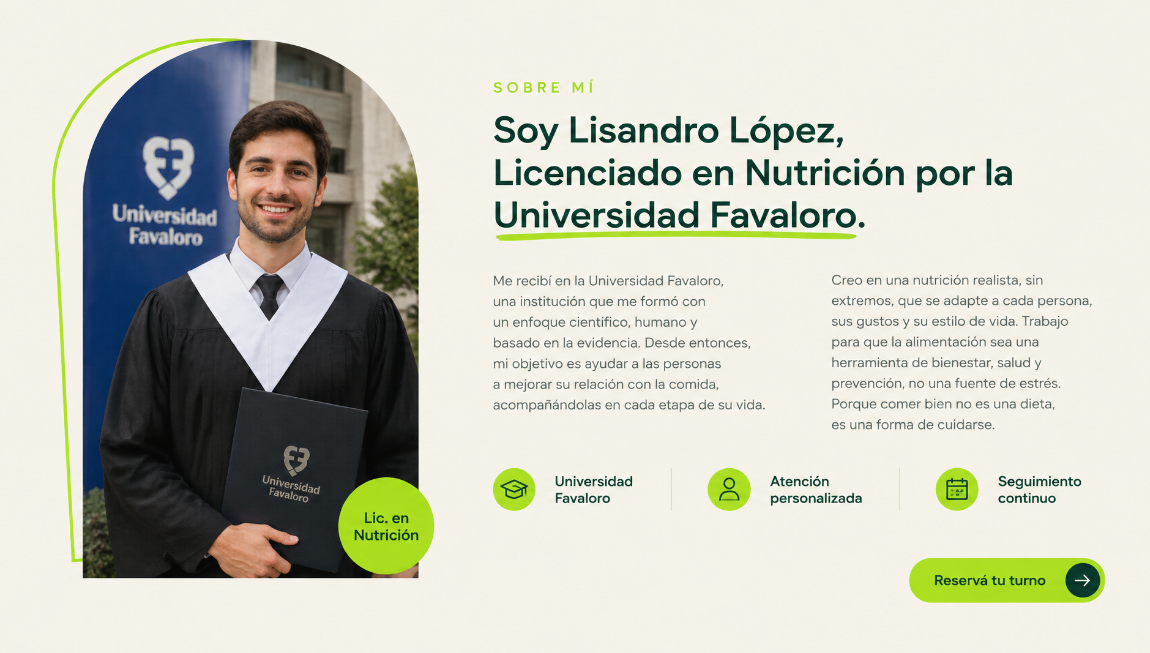 Universidad
Favaloro
Universidad
Favaloro
Lic. en
Nutrición
SOBRE MÍ
Soy Lisandro López,
Licenciado en Nutrición por la
Universidad Favaloro.
Me recibí en la Universidad Favaloro,
una institución que me formó con
un enfoque científico, humano y
basado en la evidencia. Desde entonces,
mi objetivo es ayudar a las personas
a mejorar su relación con la comida,
acompañándolas en cada etapa de su vida.
Creo en una nutrición realista, sin
extremos, que se adapte a cada persona,
sus gustos y su estilo de vida. Trabajo
para que la alimentación sea una
herramienta de bienestar, salud y
prevención, no una fuente de estrés.
Porque comer bien no es una dieta,
es una forma de cuidarse.
Universidad
Favaloro
Atención
personalizada
Seguimiento
continuo
Reservá tu turno